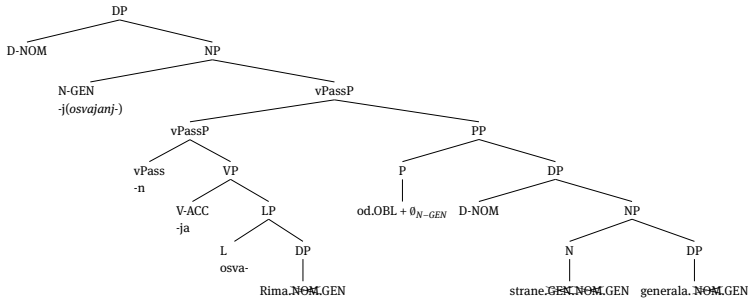 DP
D-NOM NP
N-GEN vPassP
-j(osvajanj-)
vPassP PP
vPass VP P DP
-n
V-ACC LP od.OBL + ∅N−GEN D-NOM NP
-ja
L DP N DP
osva-
Rima.NOM.GEN strane.GEN.NOM.GEN generala. NOM.GEN